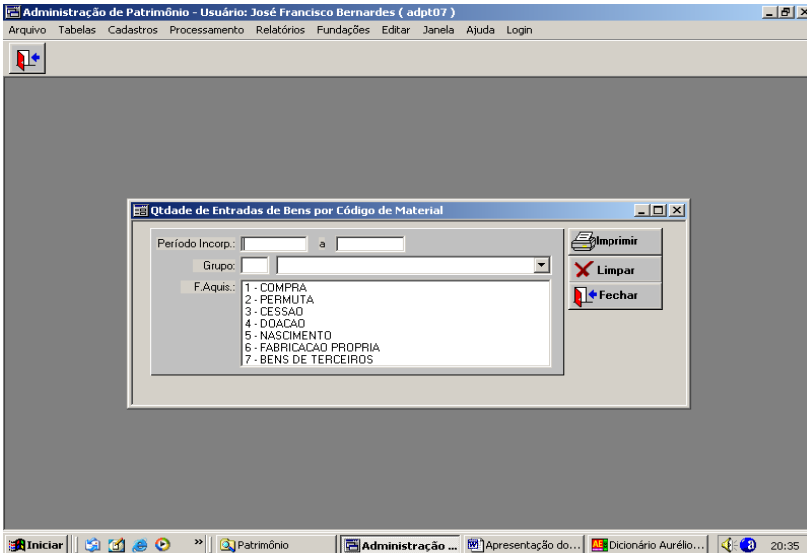 Administração de Patrimônio - Usuário: José Francisco Bernardes ( adpt07 )
Arquivo Tabelas Cadastros Processamento Relatórios Fundações Editar Janela Ajuda Login
Qtdade de Entradas de Bens por Código de Material
Período Incorp.: a
Imprimir
Grupo:
Limpar
F.Aquis.:
Fechar
1 - COMPRA
2 - PERMUTA
3 - CESSAO
4 - DOACAO
5 - NASCIMENTO
6 - FABRICACAO PROPRIA
7 - BENS DE TERCEIROS
Iniciar » Patrimônio Administração ... Apresentação do... Dicionário Aurélio... 20:35